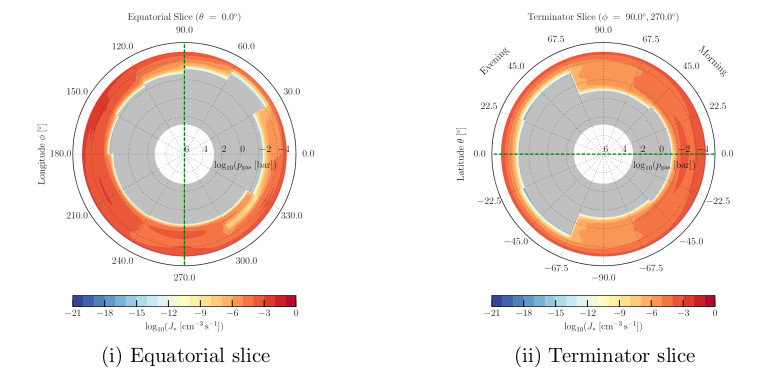 Equatorial Slice (θ = 0.0°)
90.0
120.0
60.0
150.0
30.0
Longitude ϕ [°]
180.0
0.0
6 4 2 0 −2 −4
log₁₀(p_gas [bar])
210.0
330.0
240.0
300.0
270.0
−21 −18 −15 −12 −9 −6 −3 0
log₁₀(J⁎ [cm⁻³ s⁻¹])
(i) Equatorial slice
Terminator Slice (ϕ = 90.0°, 270.0°)
90.0
67.5
67.5
Evening
Morning
45.0
45.0
22.5
22.5
Latitude θ [°]
0.0
0.0
6 4 2 0 −2 −4
log₁₀(p_gas [bar])
−22.5
−22.5
−45.0
−45.0
−67.5
−67.5
−90.0
−21 −18 −15 −12 −9 −6 −3 0
log₁₀(J⁎ [cm⁻³ s⁻¹])
(ii) Terminator slice